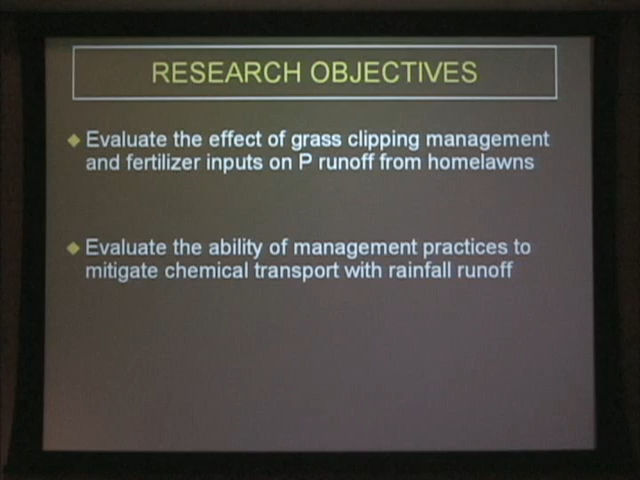 RESEARCH OBJECTIVES
Evaluate the effect of grass clipping management
and fertilizer inputs on P runoff from homelawns
Evaluate the ability of management practices to
mitigate chemical transport with rainfall runoff